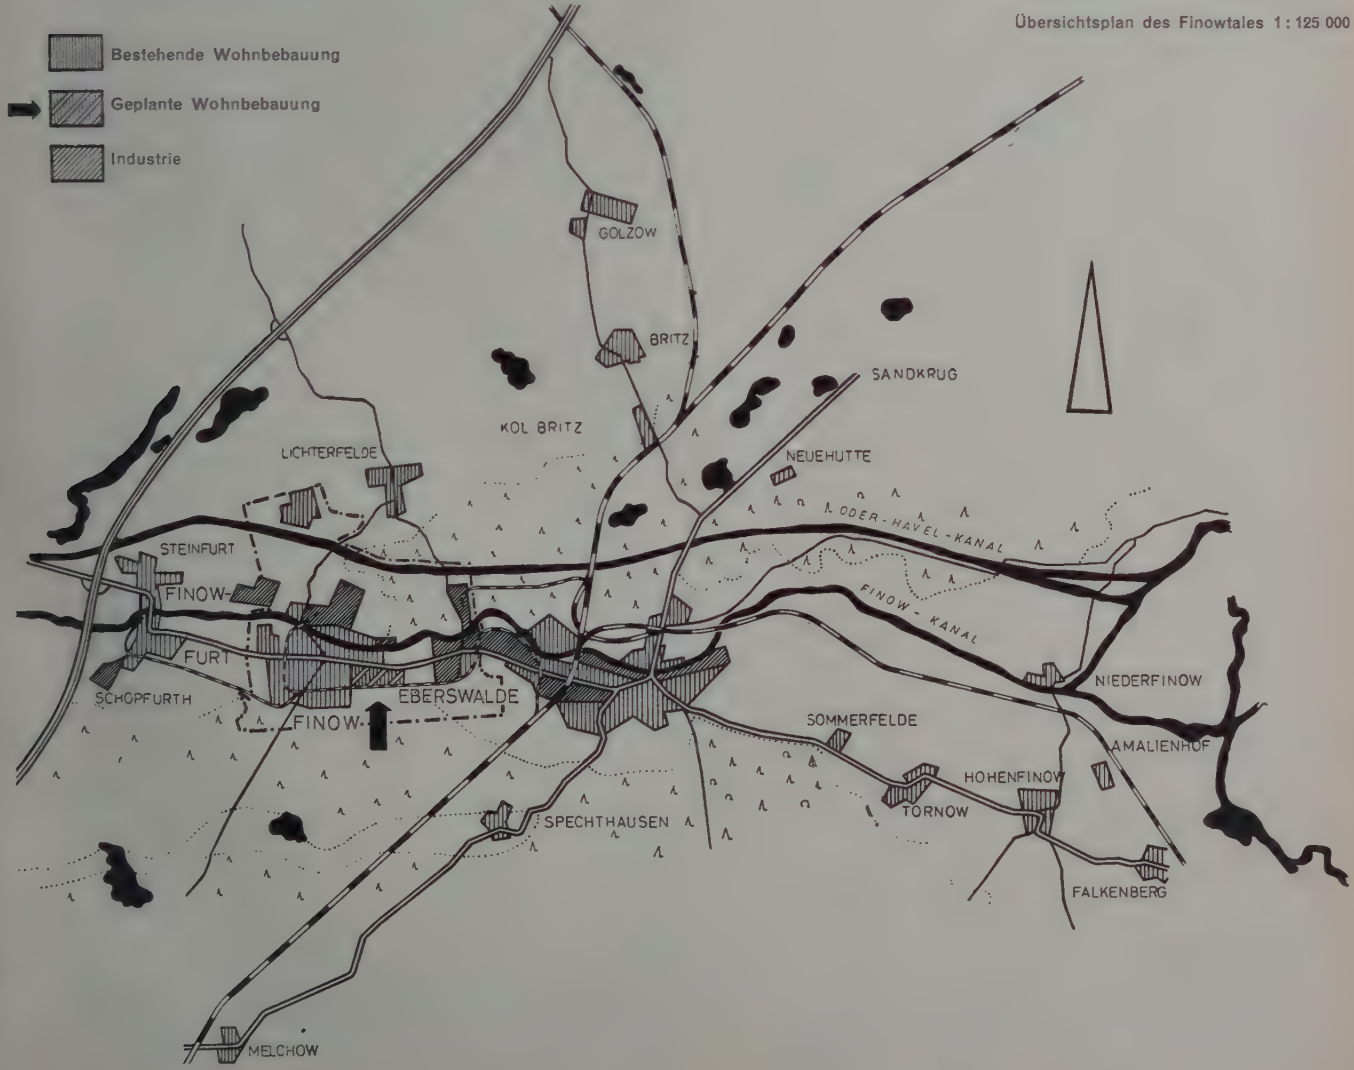 Übersichtsplan des Finowtales 1 : 125 000
Bestehende Wohnbebauung
Geplante Wohnbebauung
Industrie
GOLZOW
BRITZ
SANDKRUG
KOL BRITZ
LICHTERFELDE
NEUEHUTTE
ODER-HAVEL-KANAL
STEINFURT
FINOW-
FINOW-KANAL
FURT
SCHÖPFURTH
EBERSWALDE
NIEDERFINOW
FINOW
SOMMERFELDE
AMALIENHOF
HOHENFINOW
TORNOW
SPECHTHAUSEN
FALKENBERG
MELCHOW